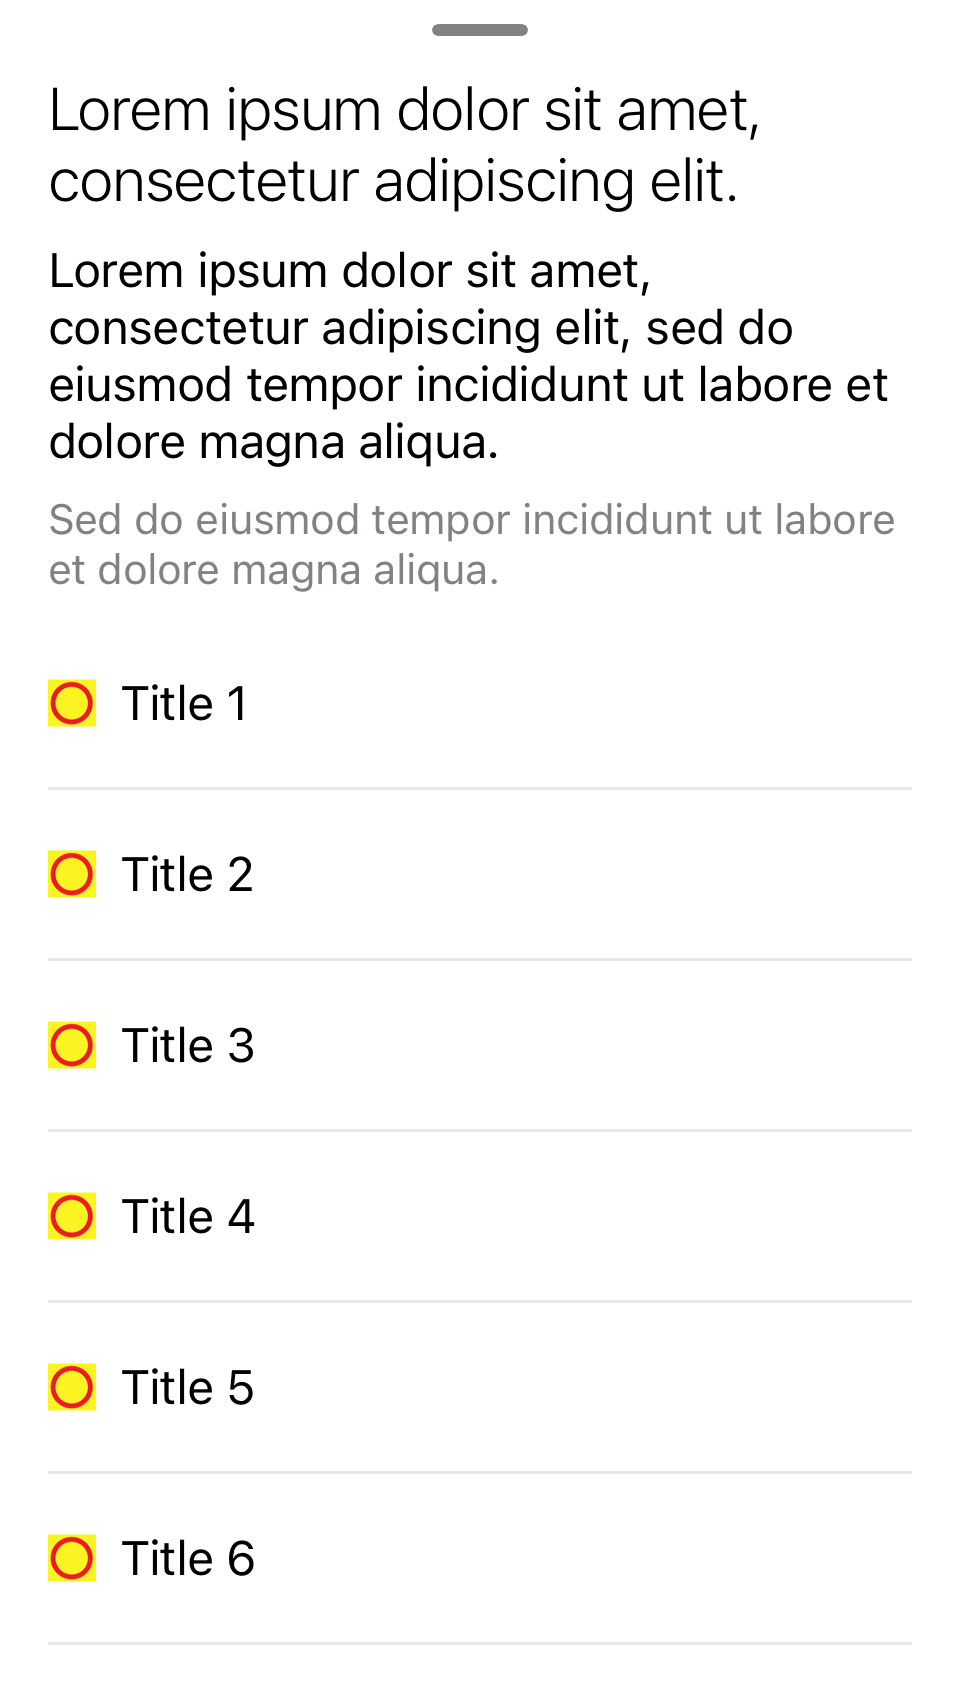 Lorem ipsum dolor sit amet,
consectetur adipiscing elit.
Lorem ipsum dolor sit amet,
consectetur adipiscing elit, sed do
eiusmod tempor incididunt ut labore et
dolore magna aliqua.
Sed do eiusmod tempor incididunt ut labore
et dolore magna aliqua.
Title 1
Title 2
Title 3
Title 4
Title 5
Title 6